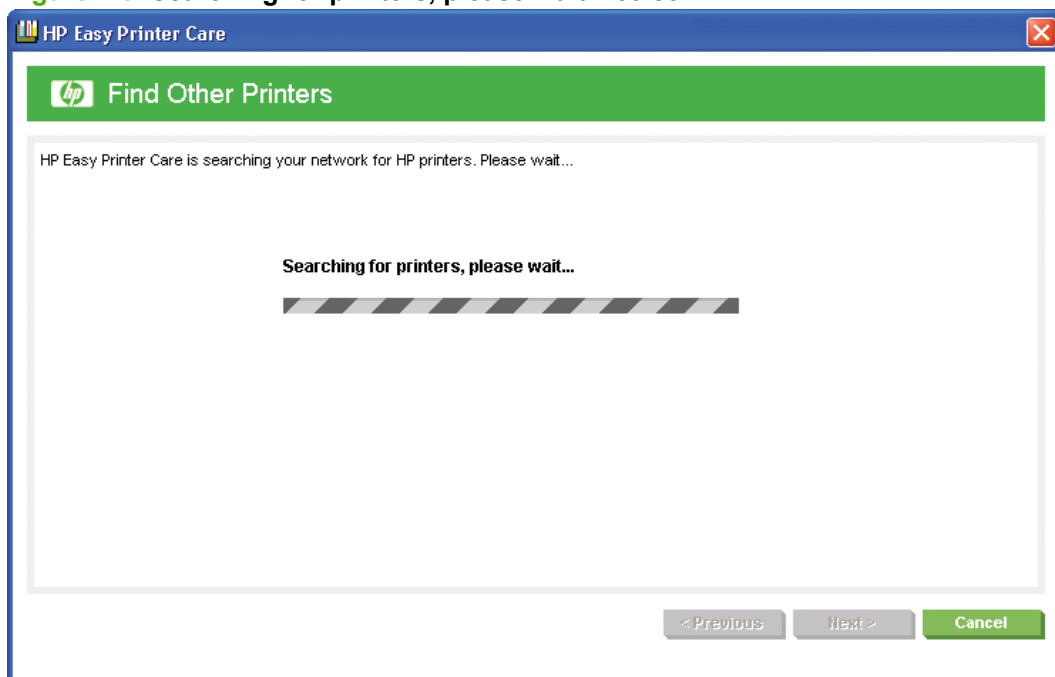 HP Easy Printer Care
hp Find Other Printers
HP Easy Printer Care is searching your network for HP printers. Please wait...
Searching for printers, please wait...
< Previous Next > Cancel